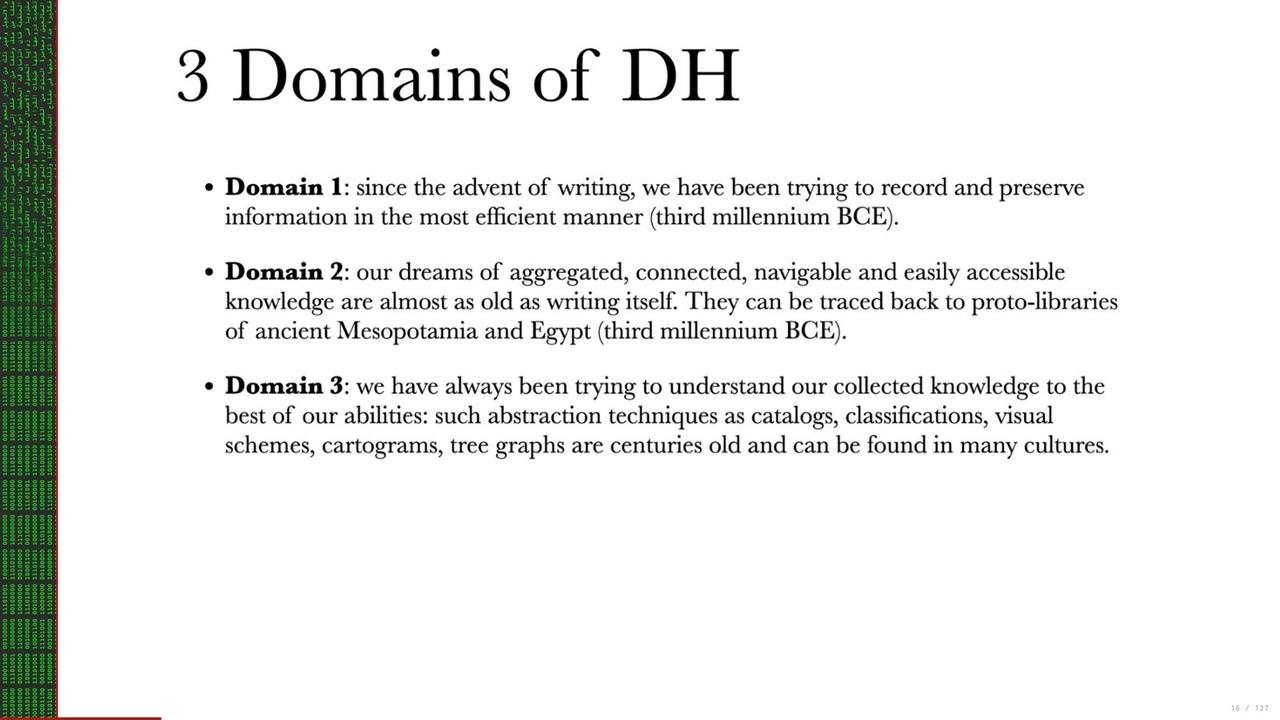 3 Domains of DH
• Domain 1: since the advent of writing, we have been trying to record and preserve
information in the most efficient manner (third millennium BCE).
• Domain 2: our dreams of aggregated, connected, navigable and easily accessible
knowledge are almost as old as writing itself. They can be traced back to proto-libraries
of ancient Mesopotamia and Egypt (third millennium BCE).
• Domain 3: we have always been trying to understand our collected knowledge to the
best of our abilities: such abstraction techniques as catalogs, classifications, visual
schemes, cartograms, tree graphs are centuries old and can be found in many cultures.
16 / 127